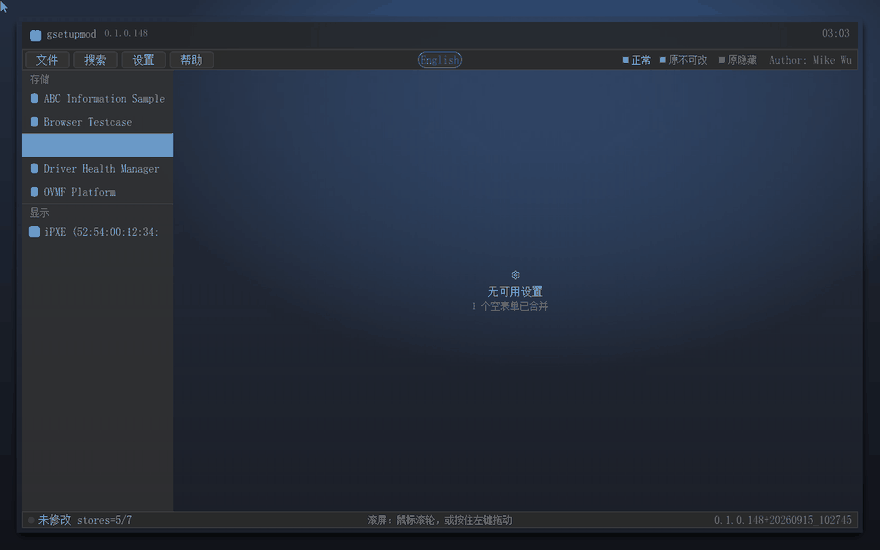 gsetupmod 0.1.0.148 03:03
文件 搜索 设置 帮助 English 正常 原不可改 原隐藏 Author: Mike Wu
存储
ABC Information Sample
Browser Testcase
Driver Health Manager
OVMF Platform
显示
iPXE (52:54:00:12:34:
无可用设置
1 个空表单已合并
未修改 stores=5/7 滚屏: 鼠标滚轮, 或按住左键拖动 0.1.0.148+20260915_102745